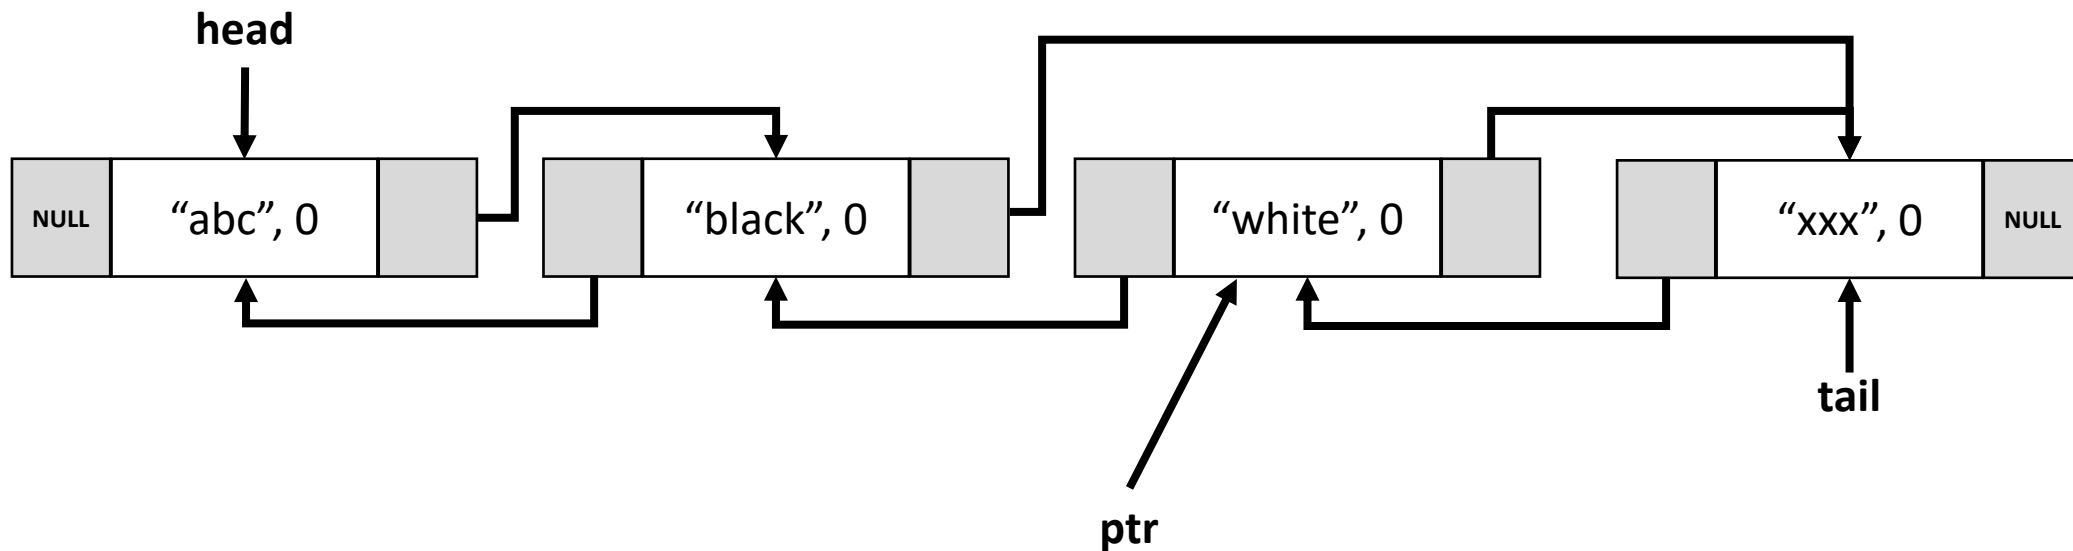 head
NULL
“abc”, 0
“black”, 0
“white”, 0
“xxx”, 0
NULL
tail
ptr